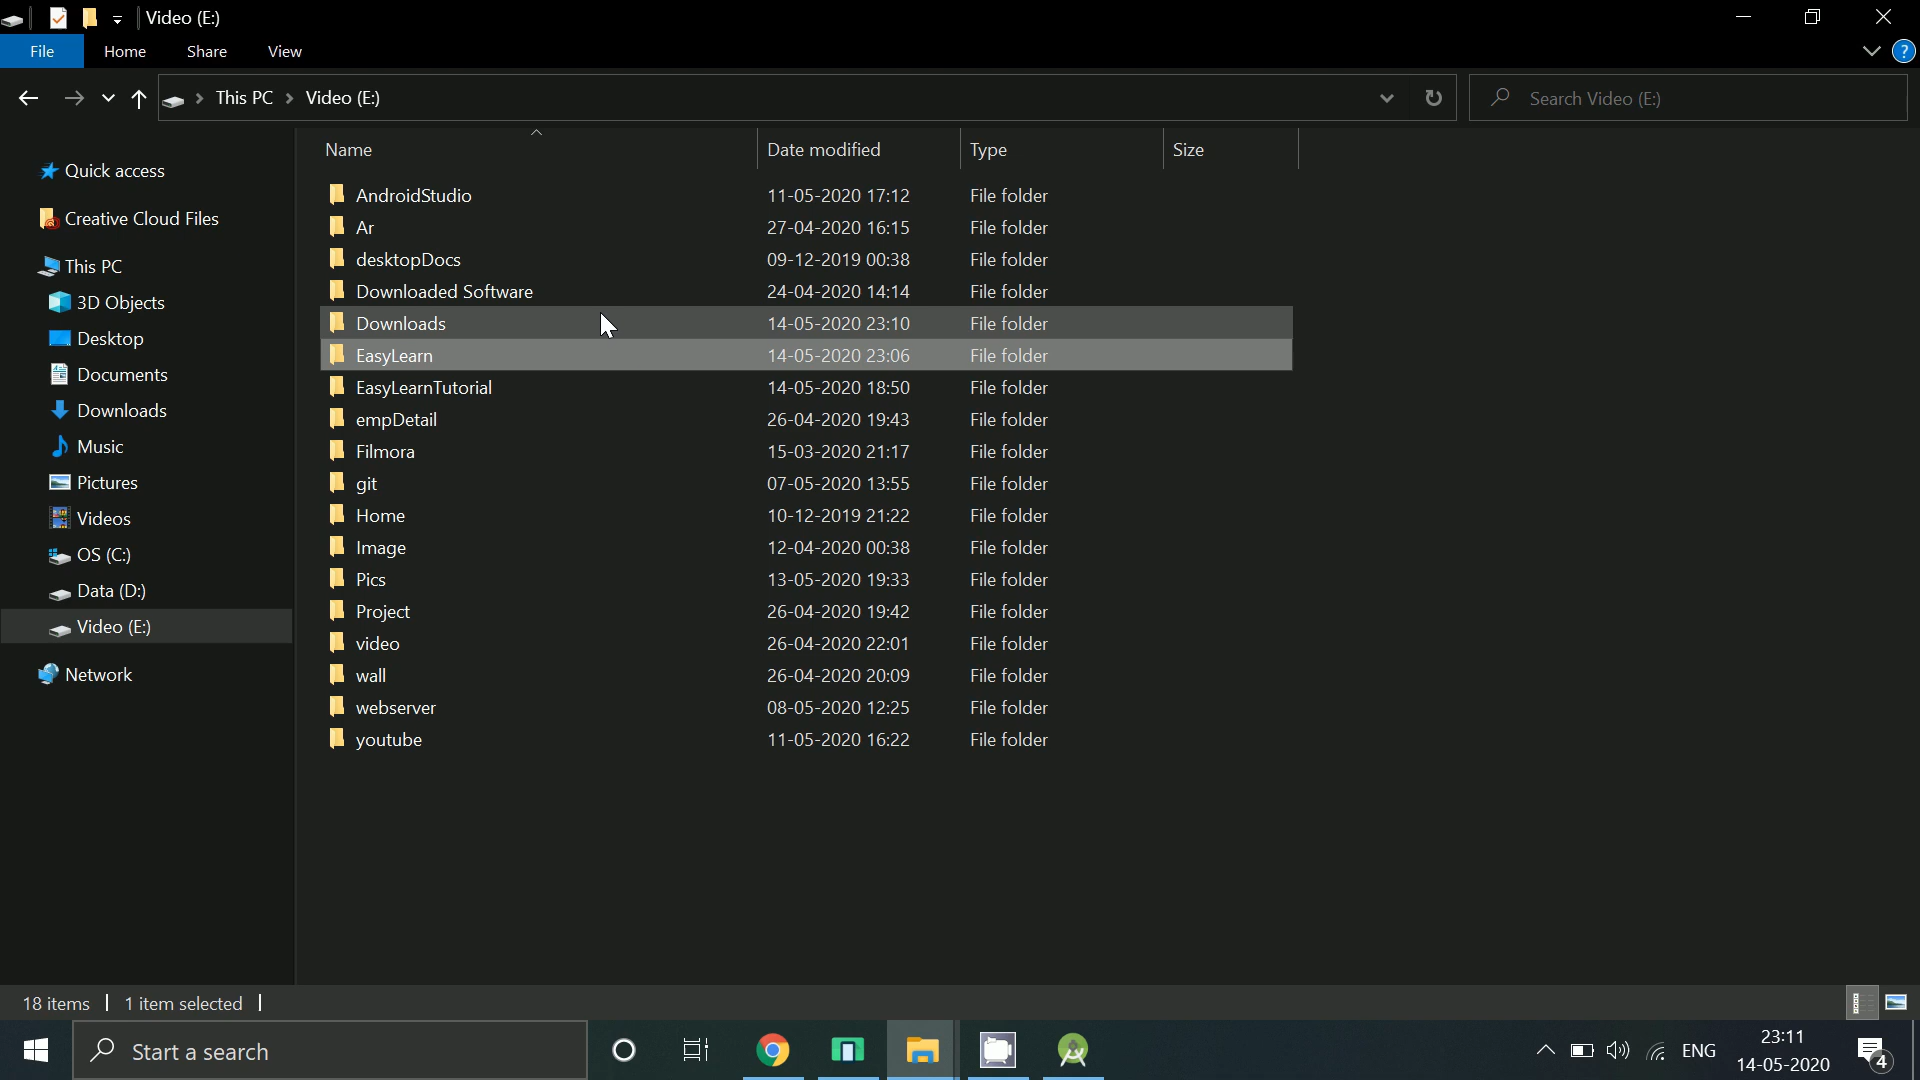 Video (E:)
File Home Share View
This PC Video (E:)
Search Video (E:)
Name Date modified Type Size
Quick access
Creative Cloud Files
This PC
3D Objects
Desktop
Documents
Downloads
Music
Pictures
Videos
OS (C:)
Data (D:)
Video (E:)
Network
AndroidStudio 11-05-2020 17:12 File folder
Ar 27-04-2020 16:15 File folder
desktopDocs 09-12-2019 00:38 File folder
Downloaded Software 24-04-2020 14:14 File folder
Downloads 14-05-2020 23:10 File folder
EasyLearn 14-05-2020 23:06 File folder
EasyLearnTutorial 14-05-2020 18:50 File folder
empDetail 26-04-2020 19:43 File folder
Filmora 15-03-2020 21:17 File folder
git 07-05-2020 13:55 File folder
Home 10-12-2019 21:22 File folder
Image 12-04-2020 00:38 File folder
Pics 13-05-2020 19:33 File folder
Project 26-04-2020 19:42 File folder
video 26-04-2020 22:01 File folder
wall 26-04-2020 20:09 File folder
webserver 08-05-2020 12:25 File folder
youtube 11-05-2020 16:22 File folder
18 items 1 item selected
Start a search
ENG
23:11
14-05-2020
4